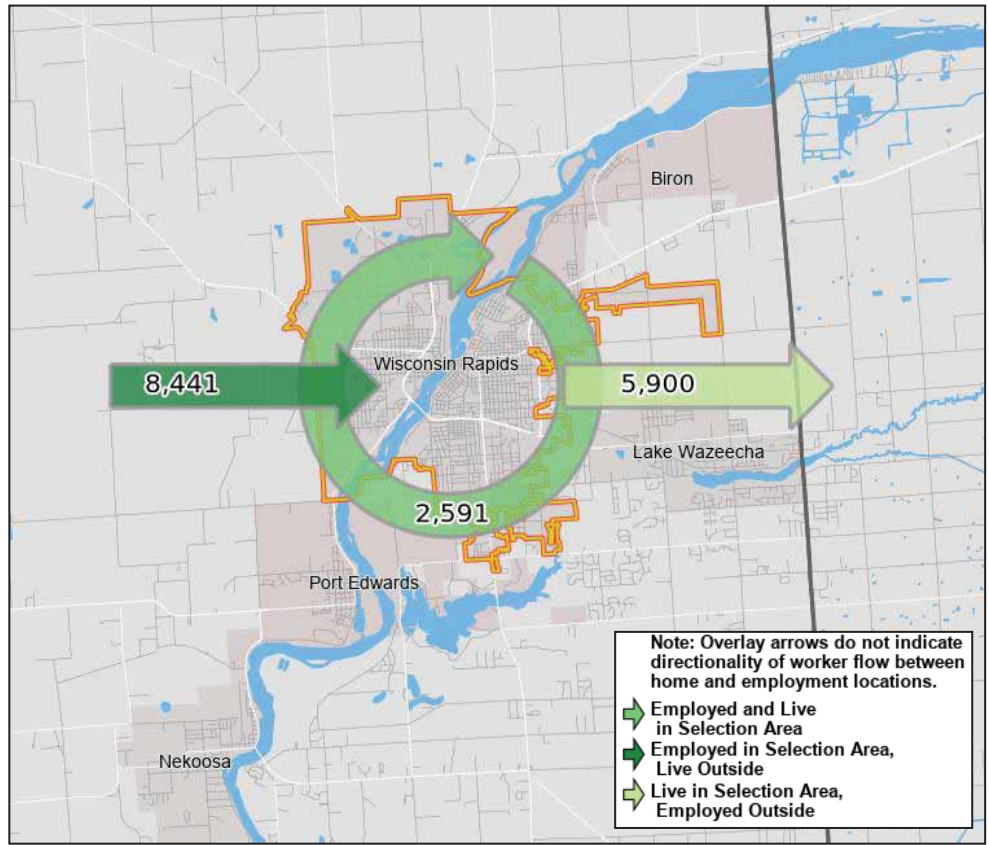 Biron
Wisconsin Rapids
8,441
5,900
Lake Wazeecha
2,591
Port Edwards
Nekoosa
Note: Overlay arrows do not indicate
directionality of worker flow between
home and employment locations.
Employed and Live
in Selection Area
Employed in Selection Area,
Live Outside
Live in Selection Area,
Employed Outside